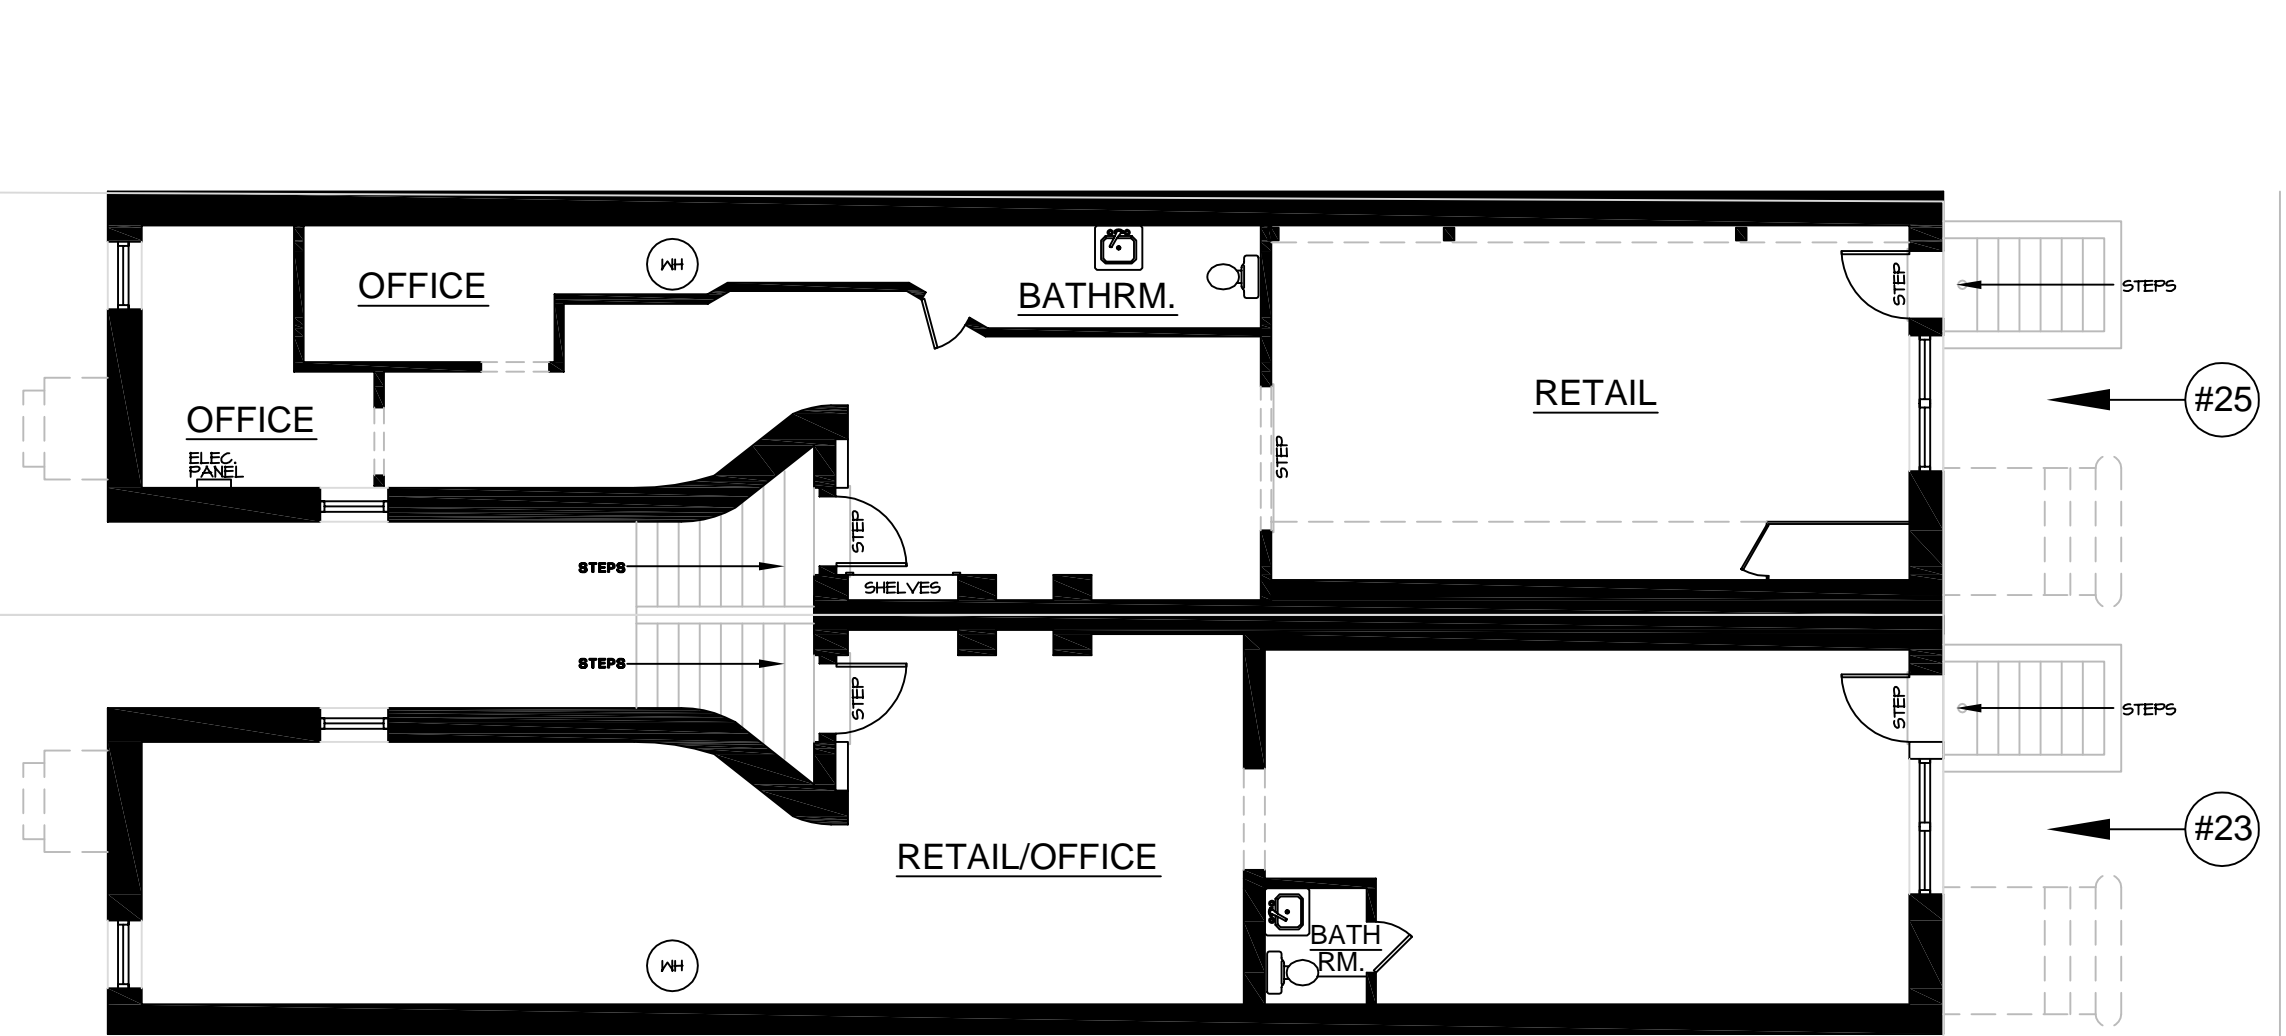 OFFICE
WH
BATHRM.
STEP
STEPS
RETAIL
#25
OFFICE
ELEC.
PANEL
STEP
STEP
STEPS
SHELVES
STEPS
STEP
STEP
STEPS
#23
RETAIL/OFFICE
BATH
RM.
WH